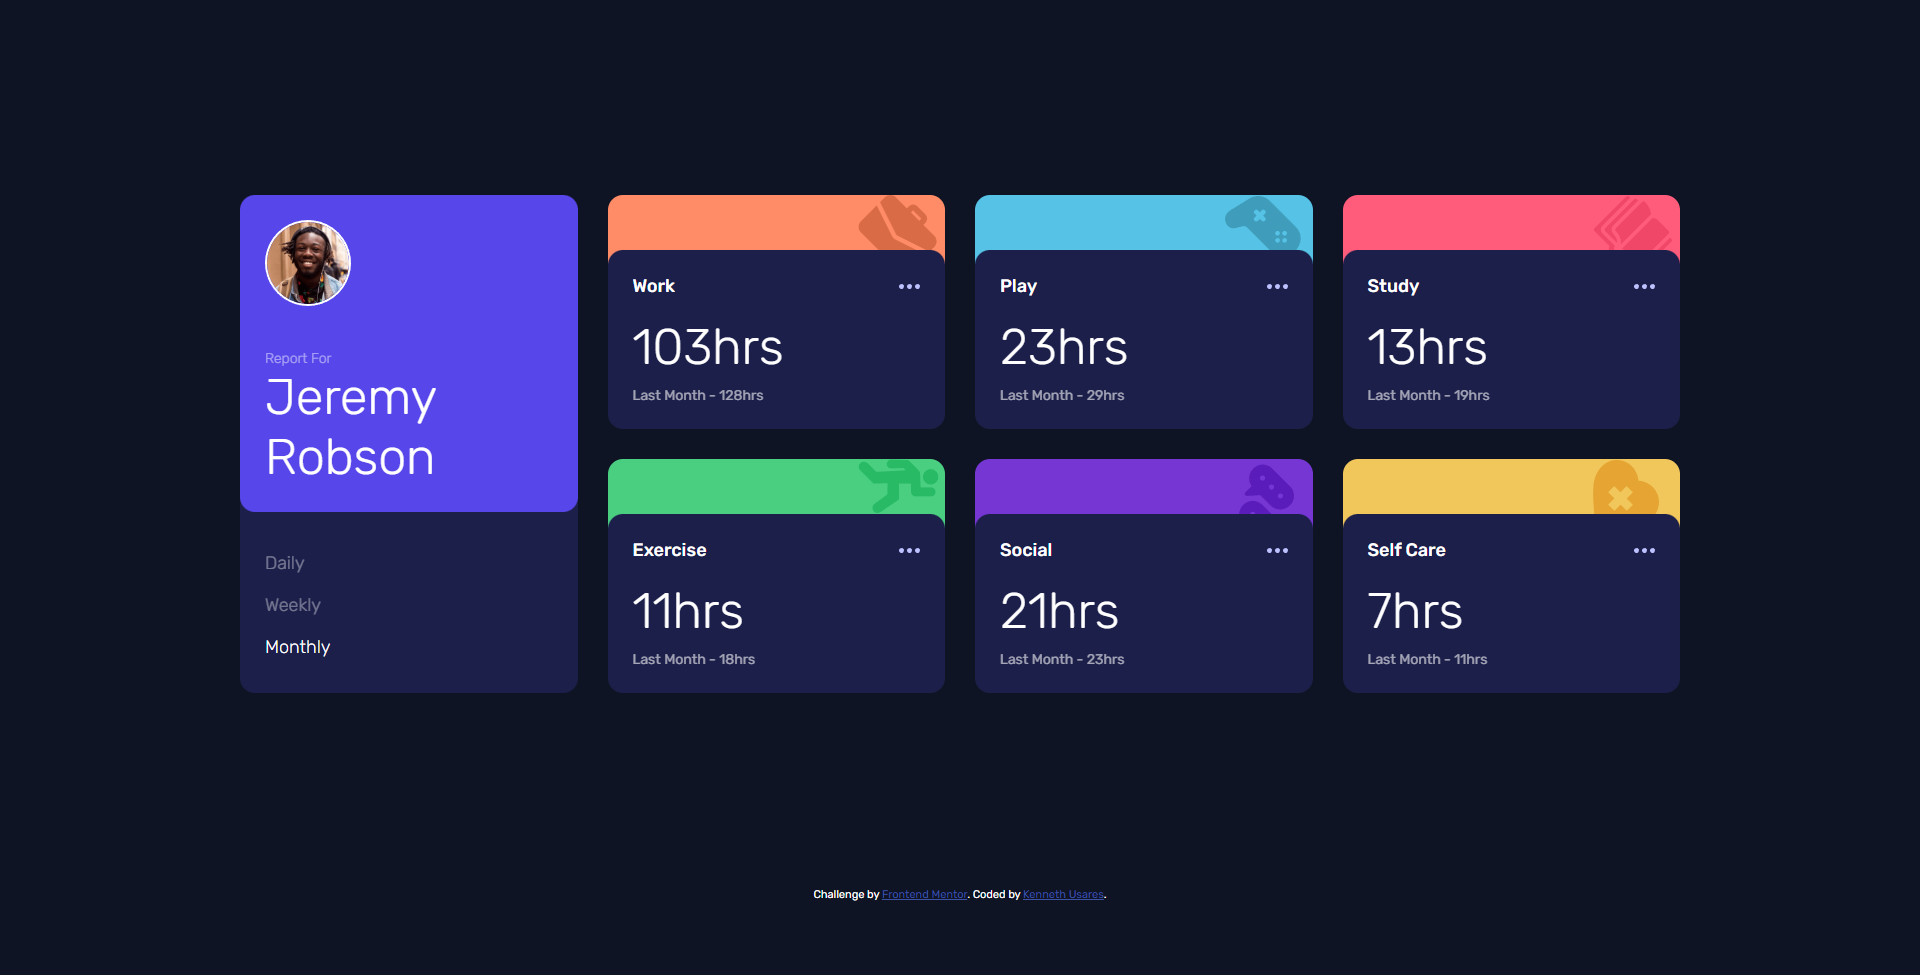 Report For
Jeremy
Robson
Daily
Weekly
Monthly
Work
103hrs
Last Month - 128hrs
Play
23hrs
Last Month - 29hrs
Study
13hrs
Last Month - 19hrs
Exercise
11hrs
Last Month - 18hrs
Social
21hrs
Last Month - 23hrs
Self Care
7hrs
Last Month - 11hrs
Challenge by Frontend Mentor. Coded by Kenneth Usares.